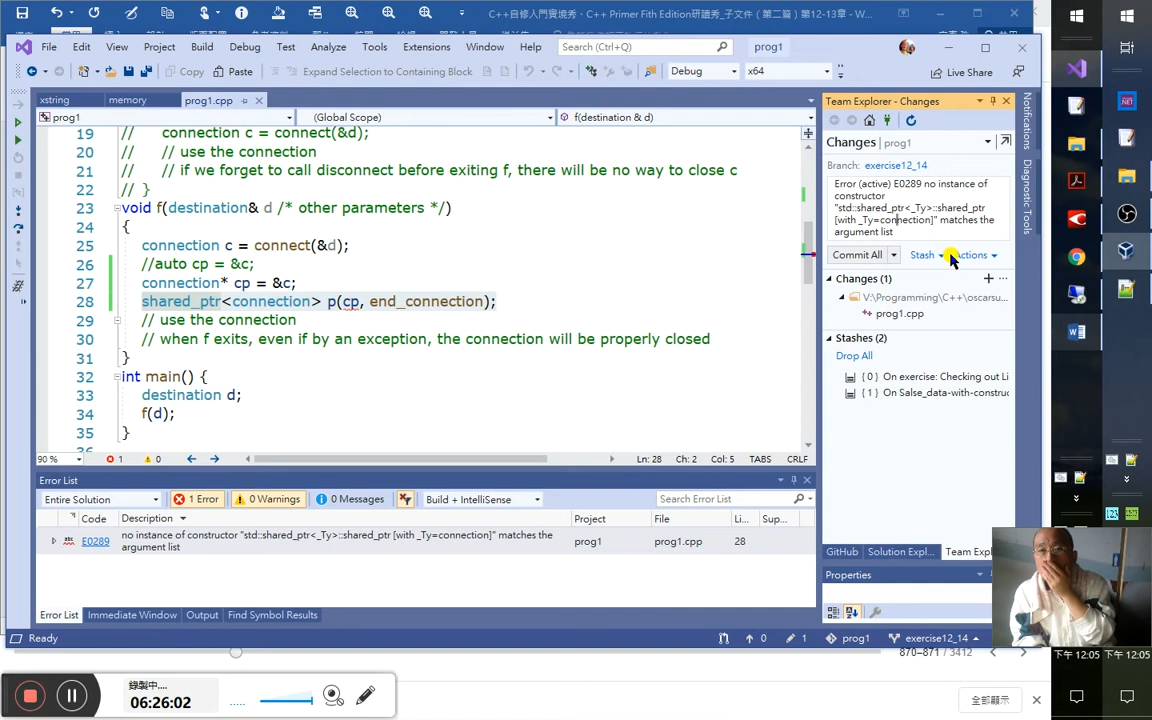 C++自修入門實境秀、C++ Primer Fifth Edition研讀秀_子文件（第二篇）第12-13章 - W...
File Edit View Project Build Debug Test Analyze Tools Extensions Window Help Search (Ctrl+Q) prog1
Copy Paste Expand Selection to Containing Block Debug x64 Live Share
xstring memory prog1.cpp
prog1 (Global Scope) f(destination & d)
19 // connection c = connect(&d);
20 // // use the connection
21 // // if we forget to call disconnect before exiting f, there will be no way to close c
22 // }
23 void f(destination& d /* other parameters */)
24 {
25 connection c = connect(&d);
26 //auto cp = &c;
27 connection* cp = &c;
28 shared_ptr<connection> p(cp, end_connection);
29 // use the connection
30 // when f exits, even if by an exception, the connection will be properly closed
31 }
32 int main() {
33 destination d;
34 f(d);
35 }
90 % 1 0 Ln: 28 Ch: 2 Col: 5 TABS CRLF
Error List
Entire Solution 1 Error 0 Warnings 0 Messages Build + IntelliSense Search Error List
Code Description Project File Li... Sup...
E0289 no instance of constructor "std::shared_ptr<_Ty>::shared_ptr [with _Ty=connection]" matches the prog1 prog1.cpp 28
argument list
Error List Immediate Window Output Find Symbol Results
Ready 0 1 prog1 exercise12_14
Team Explorer - Changes
Changes prog1
Branch: exercise12_14
Error (active) E0289 no instance of
constructor
"std::shared_ptr<_Ty>::shared_ptr
[with _Ty=connection]" matches the
argument list
Commit All Stash Actions
Changes (1)
V:\Programming\C++\oscarsu...
prog1.cpp
Stashes (2)
Drop All
{ 0 } On exercise: Checking out Li
{ 1 } On Salse_data-with-construc
GitHub Solution Expl... Team Expl
Properties
Notifications
Diagnostic Tools
870–871 / 3412
錄製中....
06:26:02
全部顯示
下午 12:05 下午 12:05